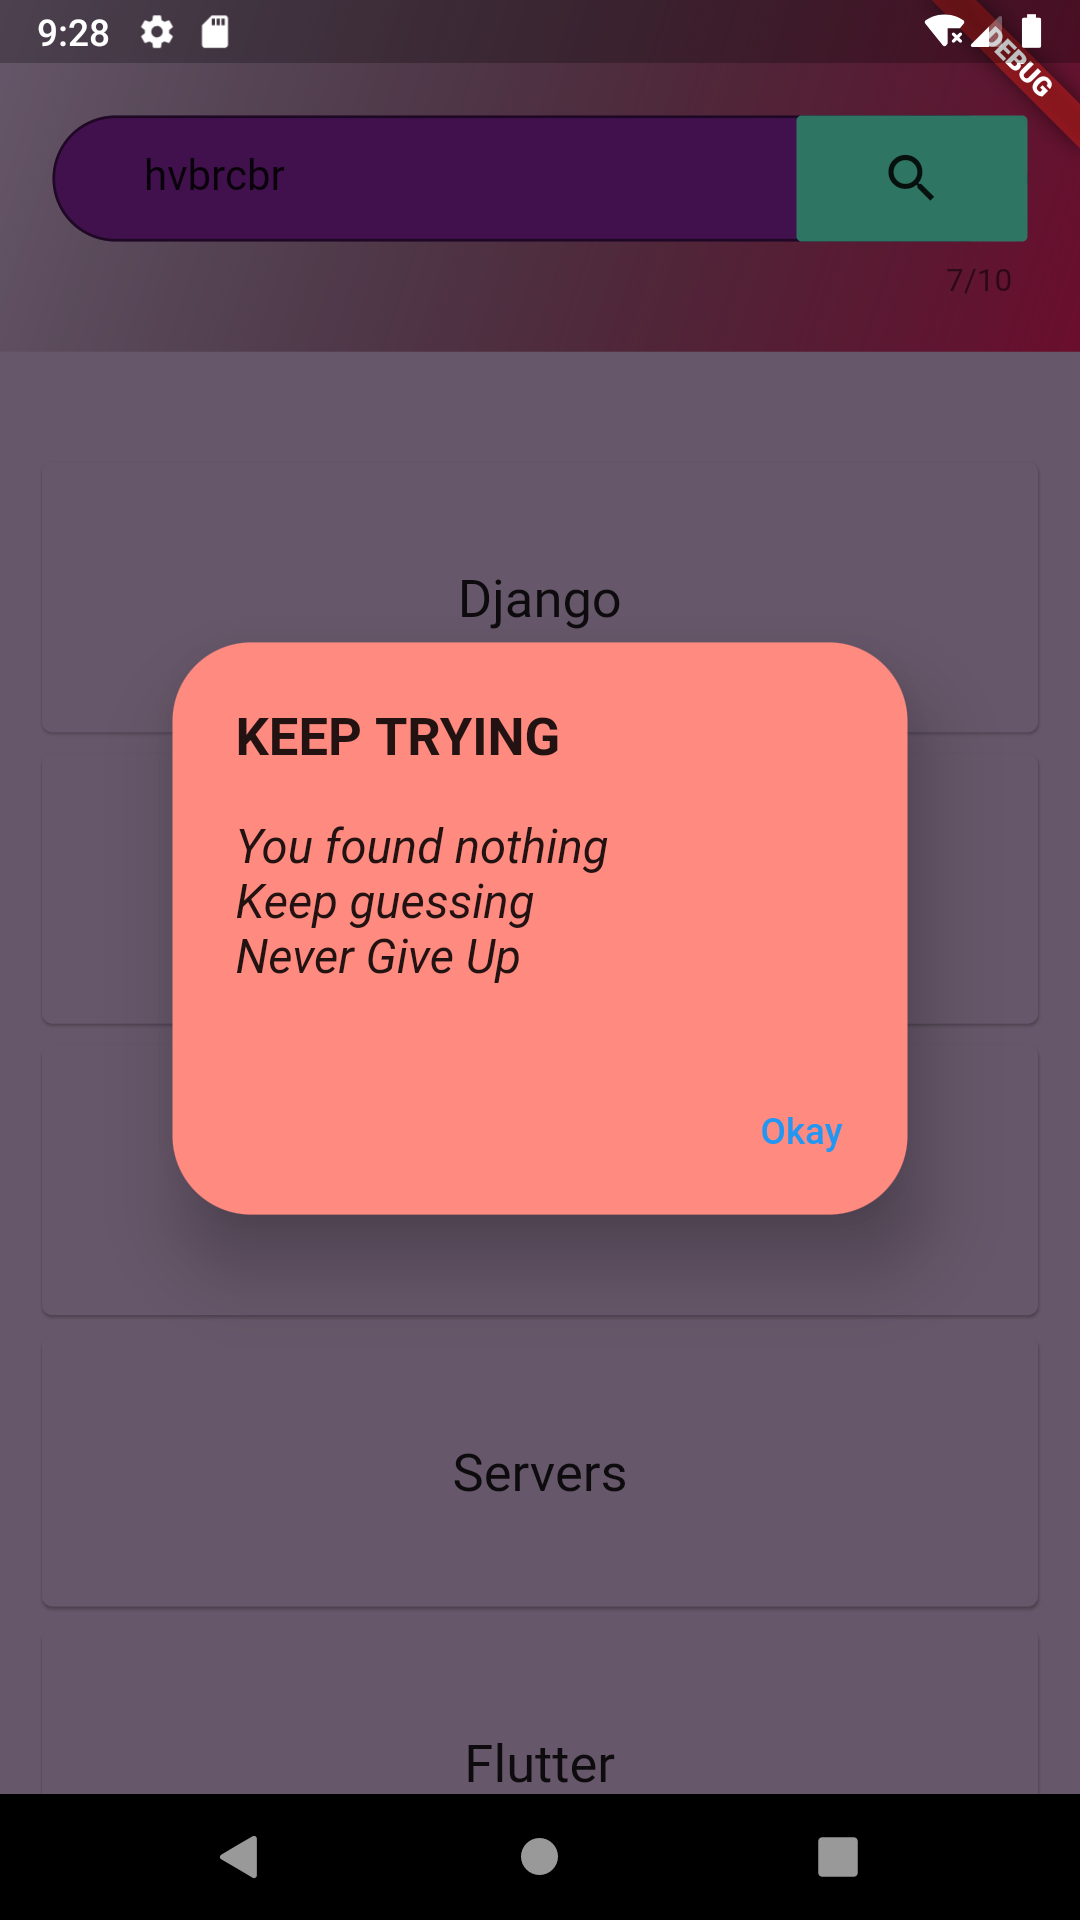 9:28
DEBUG
hvbrcbr
7/10
Django
KEEP TRYING
You found nothing
Keep guessing
Never Give Up
Okay
Servers
Flutter